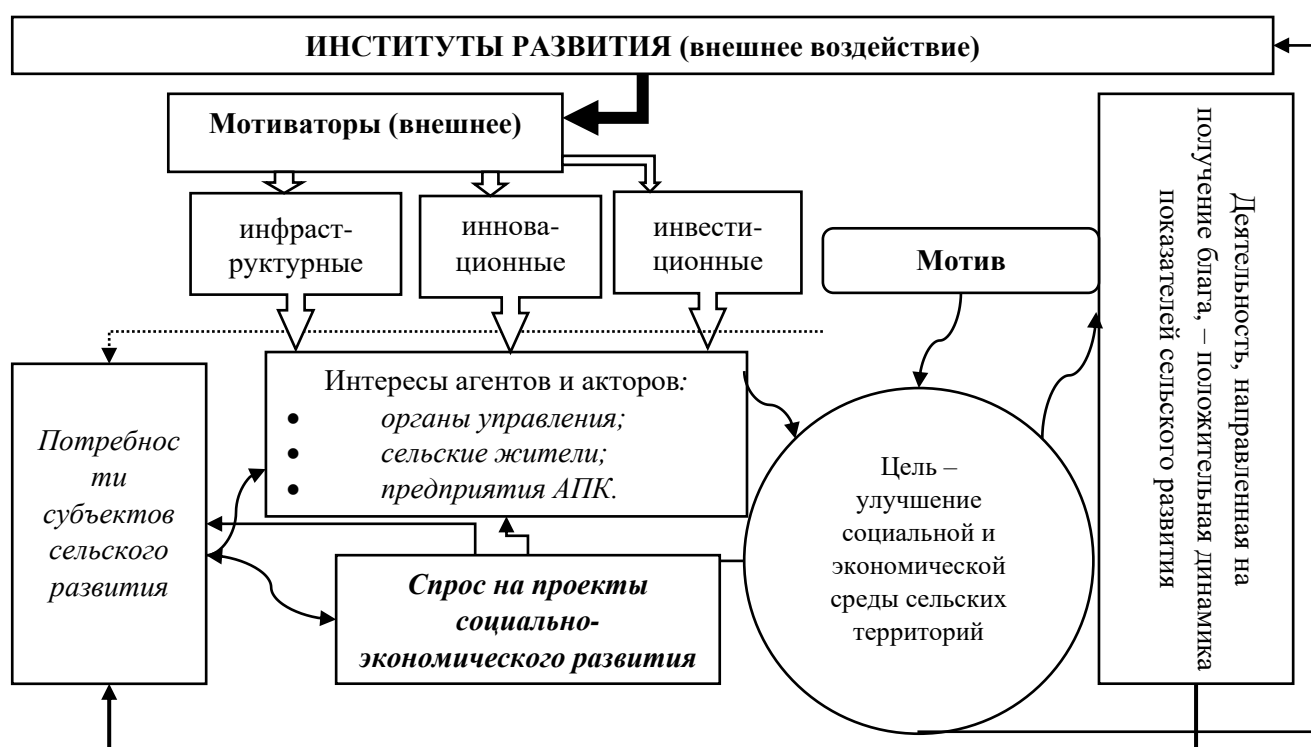 ИНСТИТУТЫ РАЗВИТИЯ (внешнее воздействие)
Мотиваторы (внешнее)
инфраст-
руктурные
иннова-
ционные
инвести-
ционные
Мотив
Деятельность, направленная на
получение блага, – положительная динамика
показателей сельского развития
Интересы агентов и акторов:
• органы управления;
• сельские жители;
• предприятия АПК.
Потребнос
ти
субъектов
сельского
развития
Цель –
улучшение
социальной и
экономической
среды сельских
территорий
Спрос на проекты
социально-
экономического развития